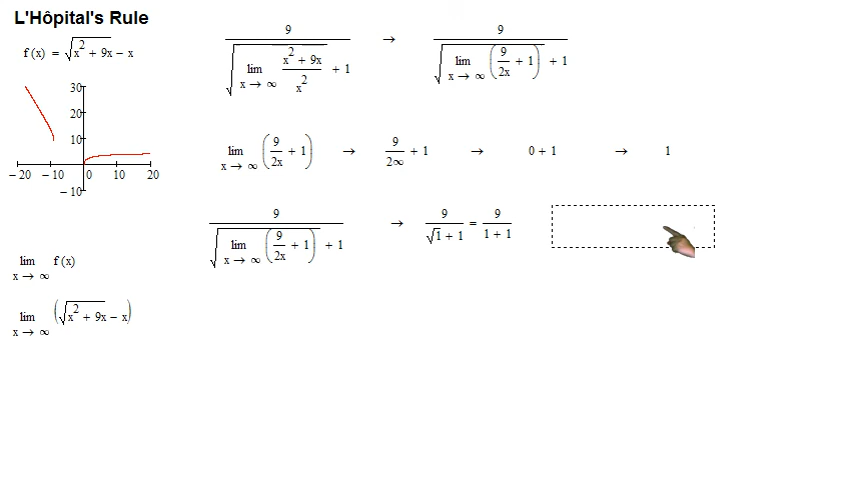 L'Hôpital's Rule
f(x) = √(x² + 9x) − x
30
20
10
−20 −10 0 10 20
−10
lim x→∞ f(x)
lim x→∞ (√(x² + 9x) − x)
9 / (√(lim x→∞ (x² + 9x)/x²) + 1) → 9 / (√(lim x→∞ (9/2x + 1)) + 1)
lim x→∞ (9/2x + 1) → 9/2∞ + 1 → 0 + 1 → 1
9 / (√(lim x→∞ (9/2x + 1)) + 1) → 9/(√1 + 1) = 9/(1 + 1)